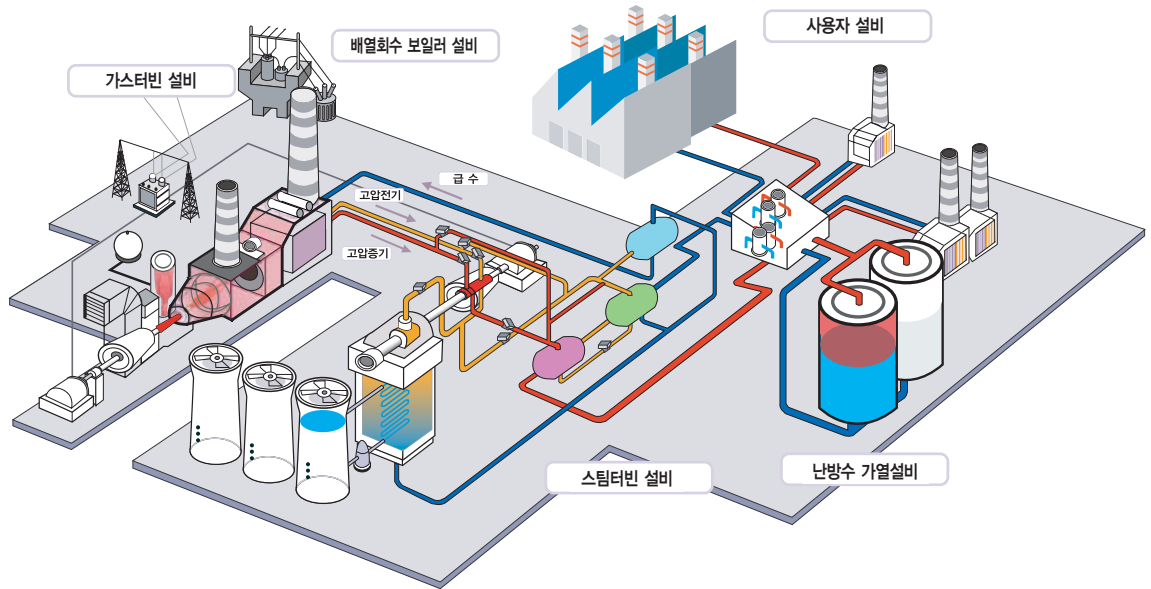 사용자 설비
배열회수 보일러 설비
가스터빈 설비
급 수
고압전기
고압증기
스팀터빈 설비
난방수 가열설비